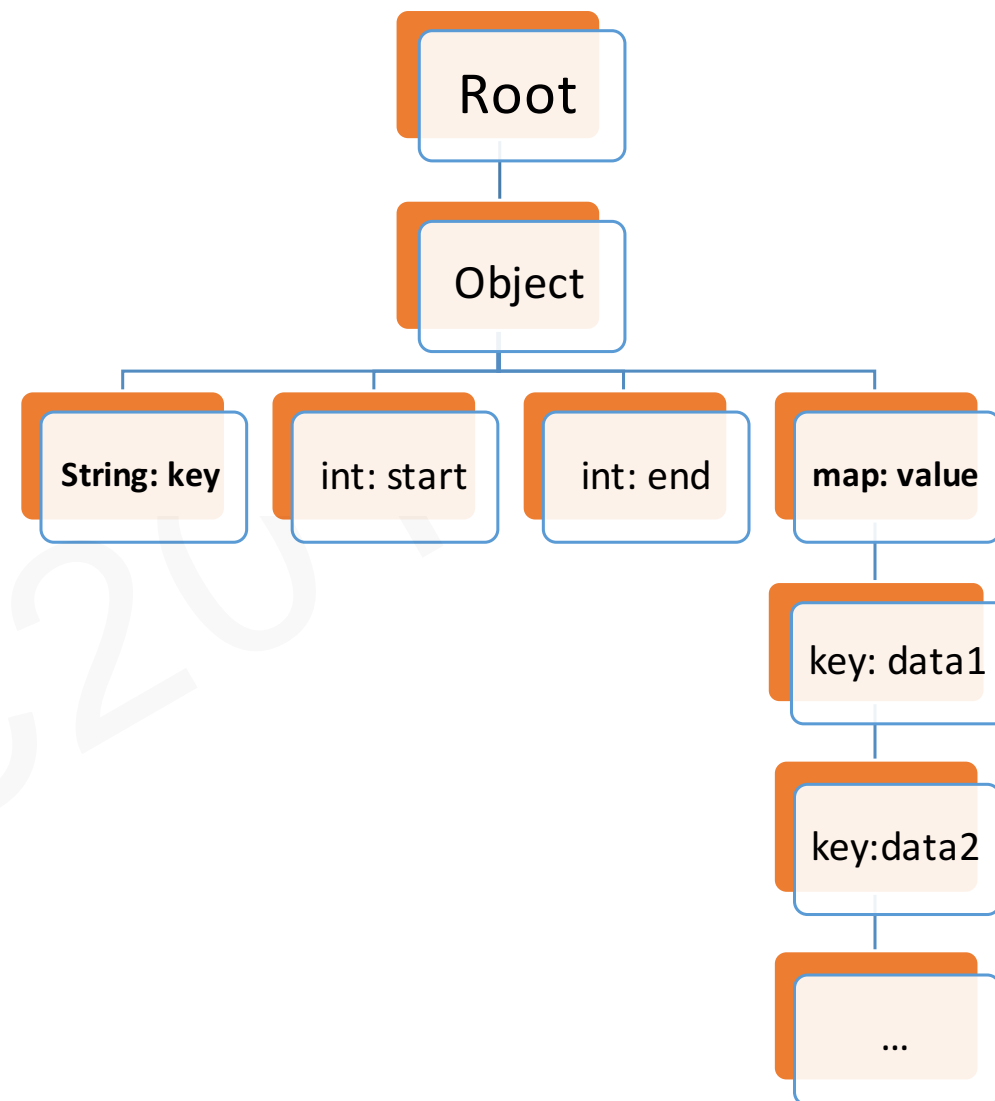 Root
Object
String: key
int: start
int: end
map: value
key: data1
key:data2
...